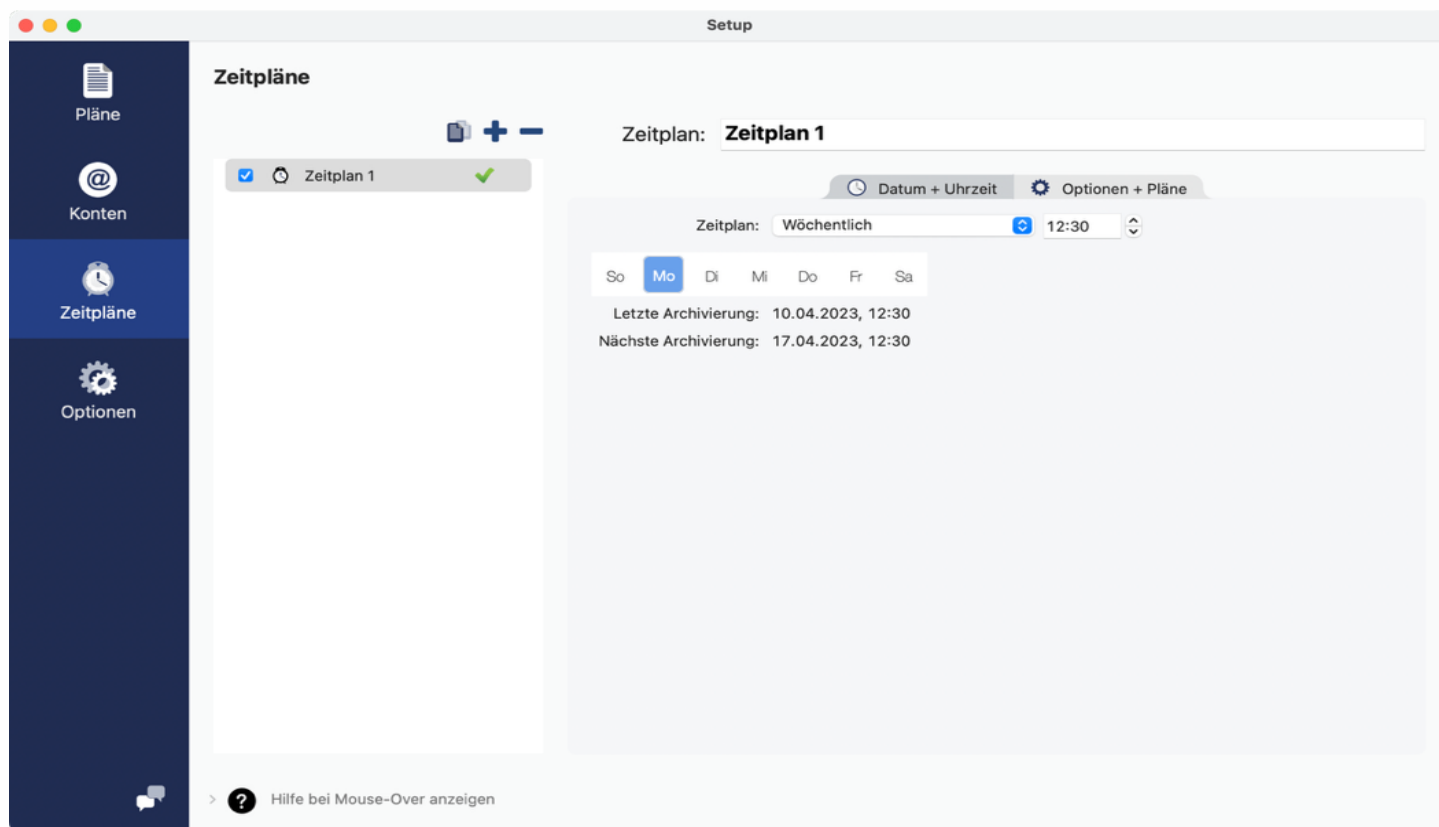 Setup
Pläne
Konten
Zeitpläne
Optionen
Zeitpläne
Zeitplan 1
Zeitplan: Zeitplan 1
Datum + Uhrzeit Optionen + Pläne
Zeitplan: Wöchentlich 12:30
So Mo Di Mi Do Fr Sa
Letzte Archivierung: 10.04.2023, 12:30
Nächste Archivierung: 17.04.2023, 12:30
> ? Hilfe bei Mouse-Over anzeigen